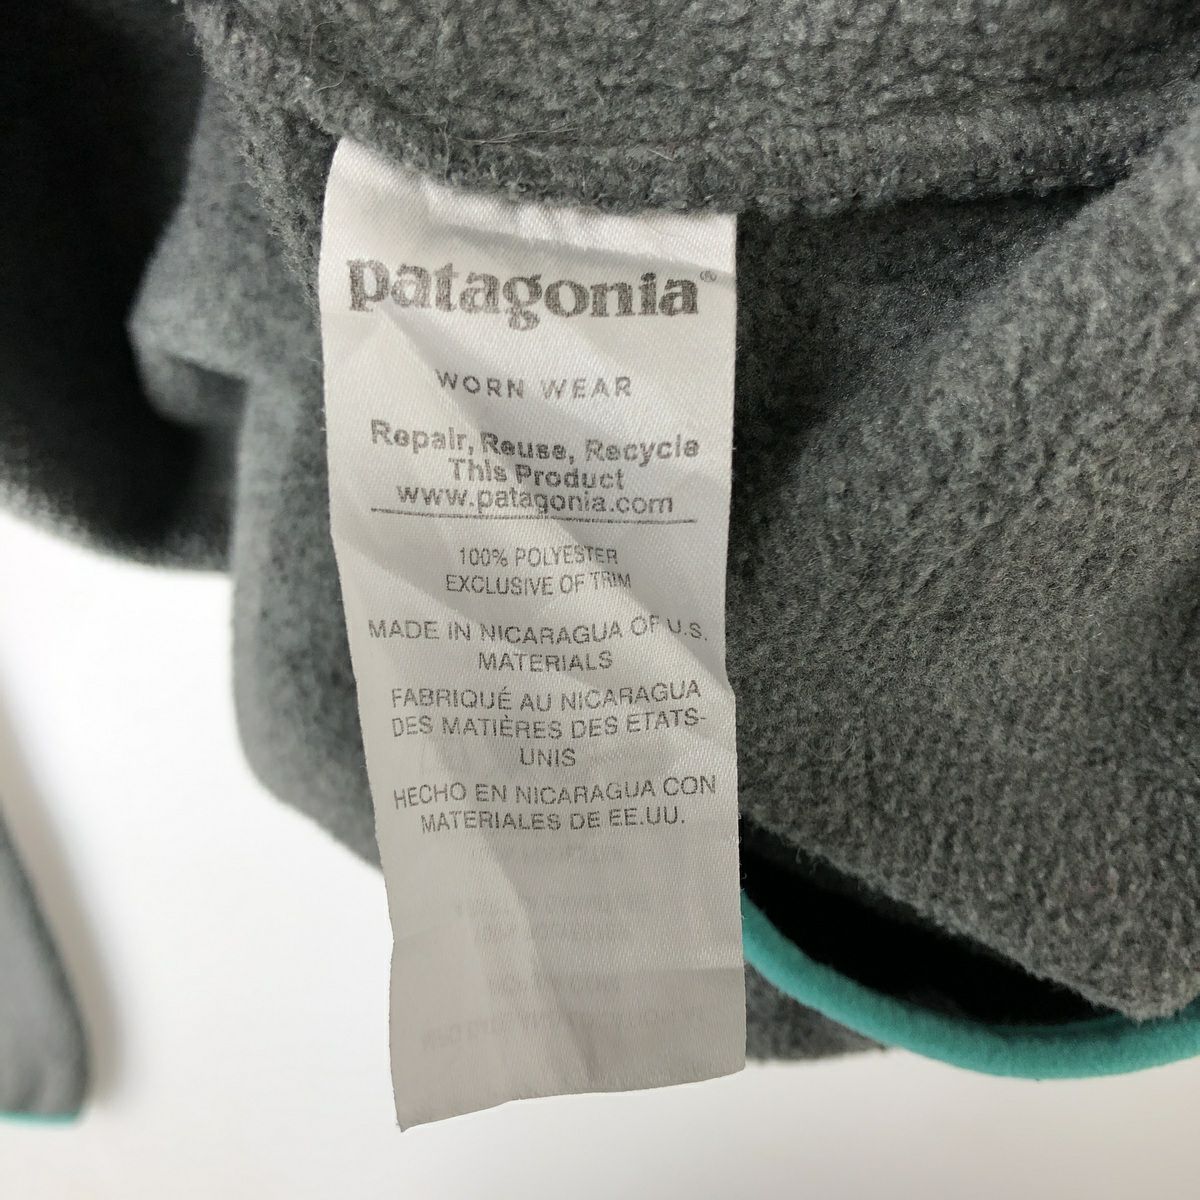 patagonia®
WORN WEAR
Repair, Reuse, Recycle
This Product
www.patagonia.com
100% POLYESTER
EXCLUSIVE OF TRIM
MADE IN NICARAGUA OF U.S.
MATERIALS
FABRIQUÉ AU NICARAGUA
DES MATIÈRES DES ETATS-
UNIS
HECHO EN NICARAGUA CON
MATERIALES DE EE.UU.